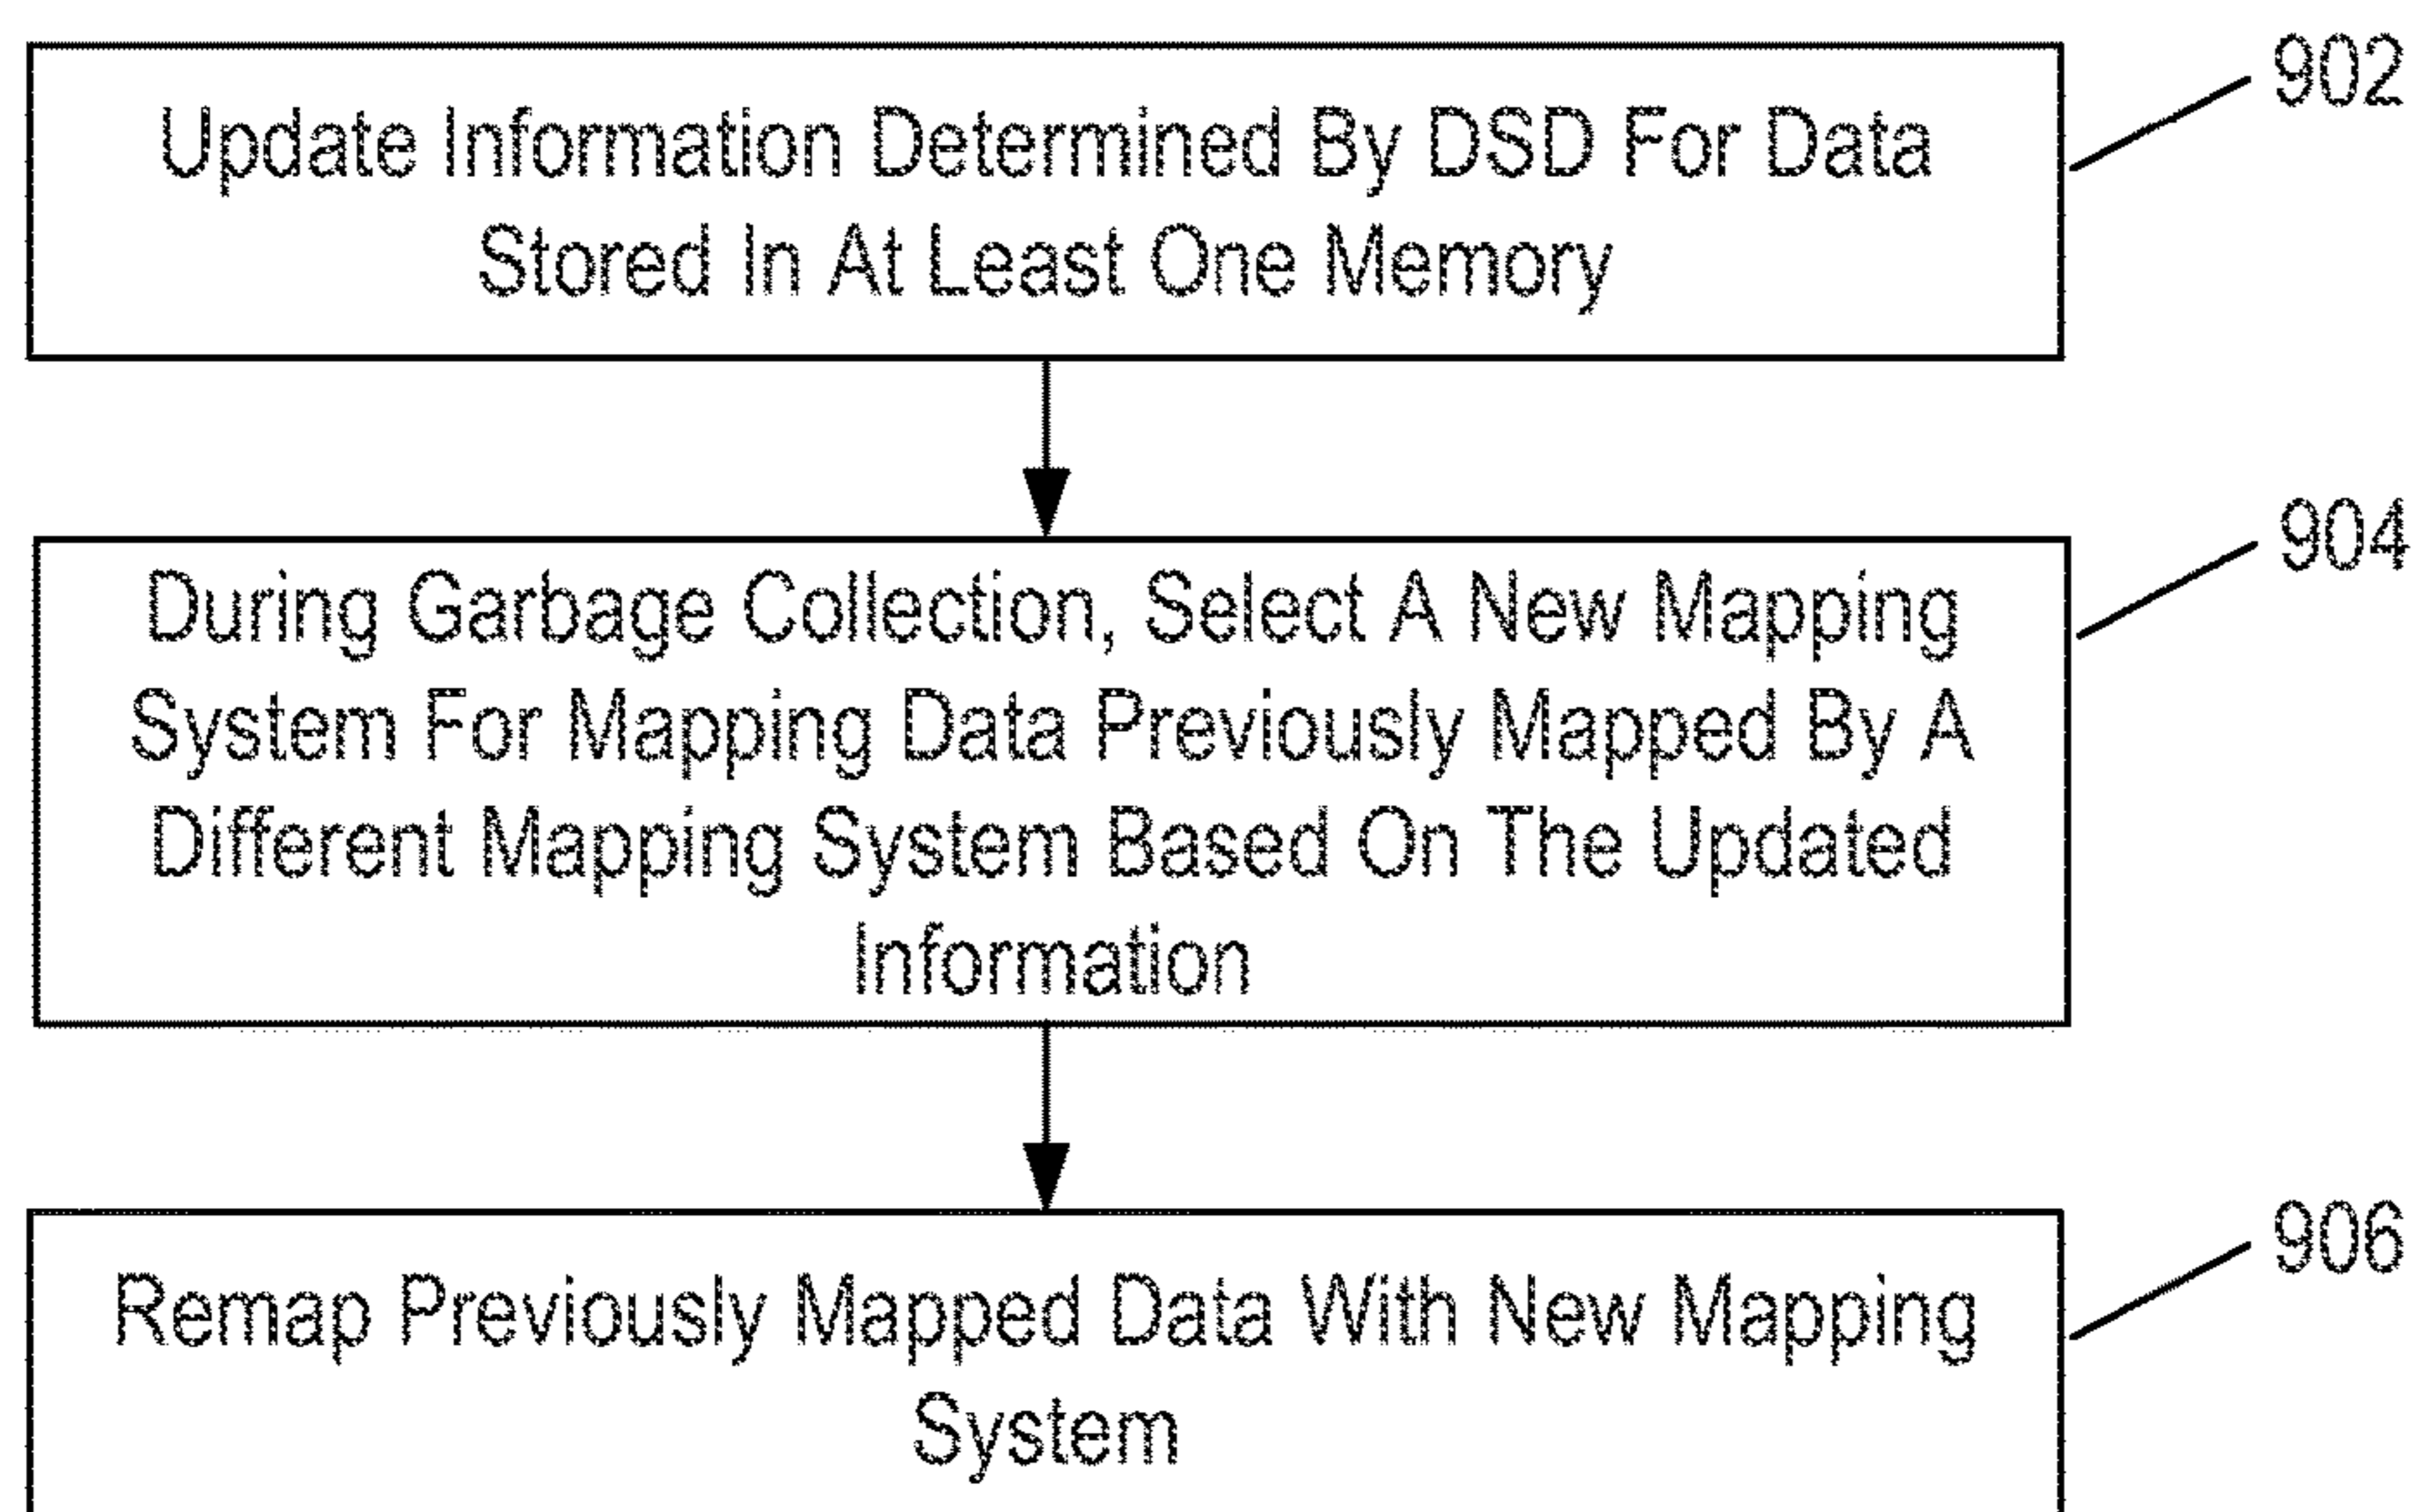 902
Update Information Determined By DSD For Data
Stored In At Least One Memory
904
During Garbage Collection, Select A New Mapping
System For Mapping Data Previously Mapped By A
Different Mapping System Based On The Updated
Information
906
Remap Previously Mapped Data With New Mapping
System